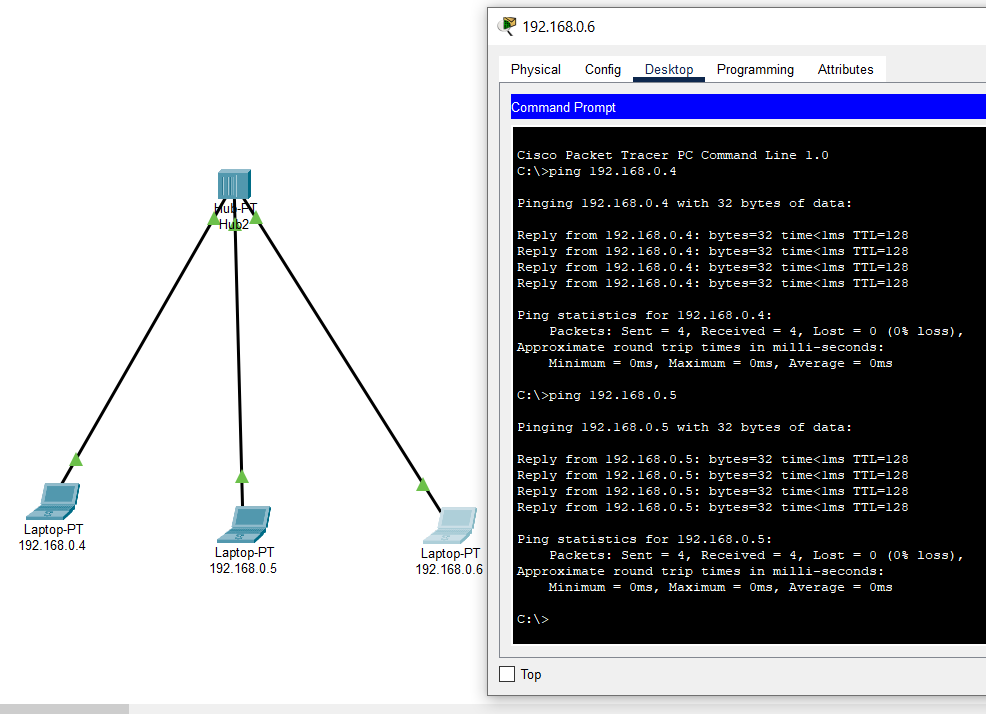 Hub-PT
Hub2
Laptop-PT
192.168.0.4
Laptop-PT
192.168.0.5
Laptop-PT
192.168.0.6
192.168.0.6
Physical Config Desktop Programming Attributes
Command Prompt
Cisco Packet Tracer PC Command Line 1.0
C:\>ping 192.168.0.4
Pinging 192.168.0.4 with 32 bytes of data:
Reply from 192.168.0.4: bytes=32 time<1ms TTL=128
Reply from 192.168.0.4: bytes=32 time<1ms TTL=128
Reply from 192.168.0.4: bytes=32 time<1ms TTL=128
Reply from 192.168.0.4: bytes=32 time<1ms TTL=128
Ping statistics for 192.168.0.4:
    Packets: Sent = 4, Received = 4, Lost = 0 (0% loss),
Approximate round trip times in milli-seconds:
    Minimum = 0ms, Maximum = 0ms, Average = 0ms
C:\>ping 192.168.0.5
Pinging 192.168.0.5 with 32 bytes of data:
Reply from 192.168.0.5: bytes=32 time<1ms TTL=128
Reply from 192.168.0.5: bytes=32 time<1ms TTL=128
Reply from 192.168.0.5: bytes=32 time<1ms TTL=128
Reply from 192.168.0.5: bytes=32 time<1ms TTL=128
Ping statistics for 192.168.0.5:
    Packets: Sent = 4, Received = 4, Lost = 0 (0% loss),
Approximate round trip times in milli-seconds:
    Minimum = 0ms, Maximum = 0ms, Average = 0ms
C:\>
Top